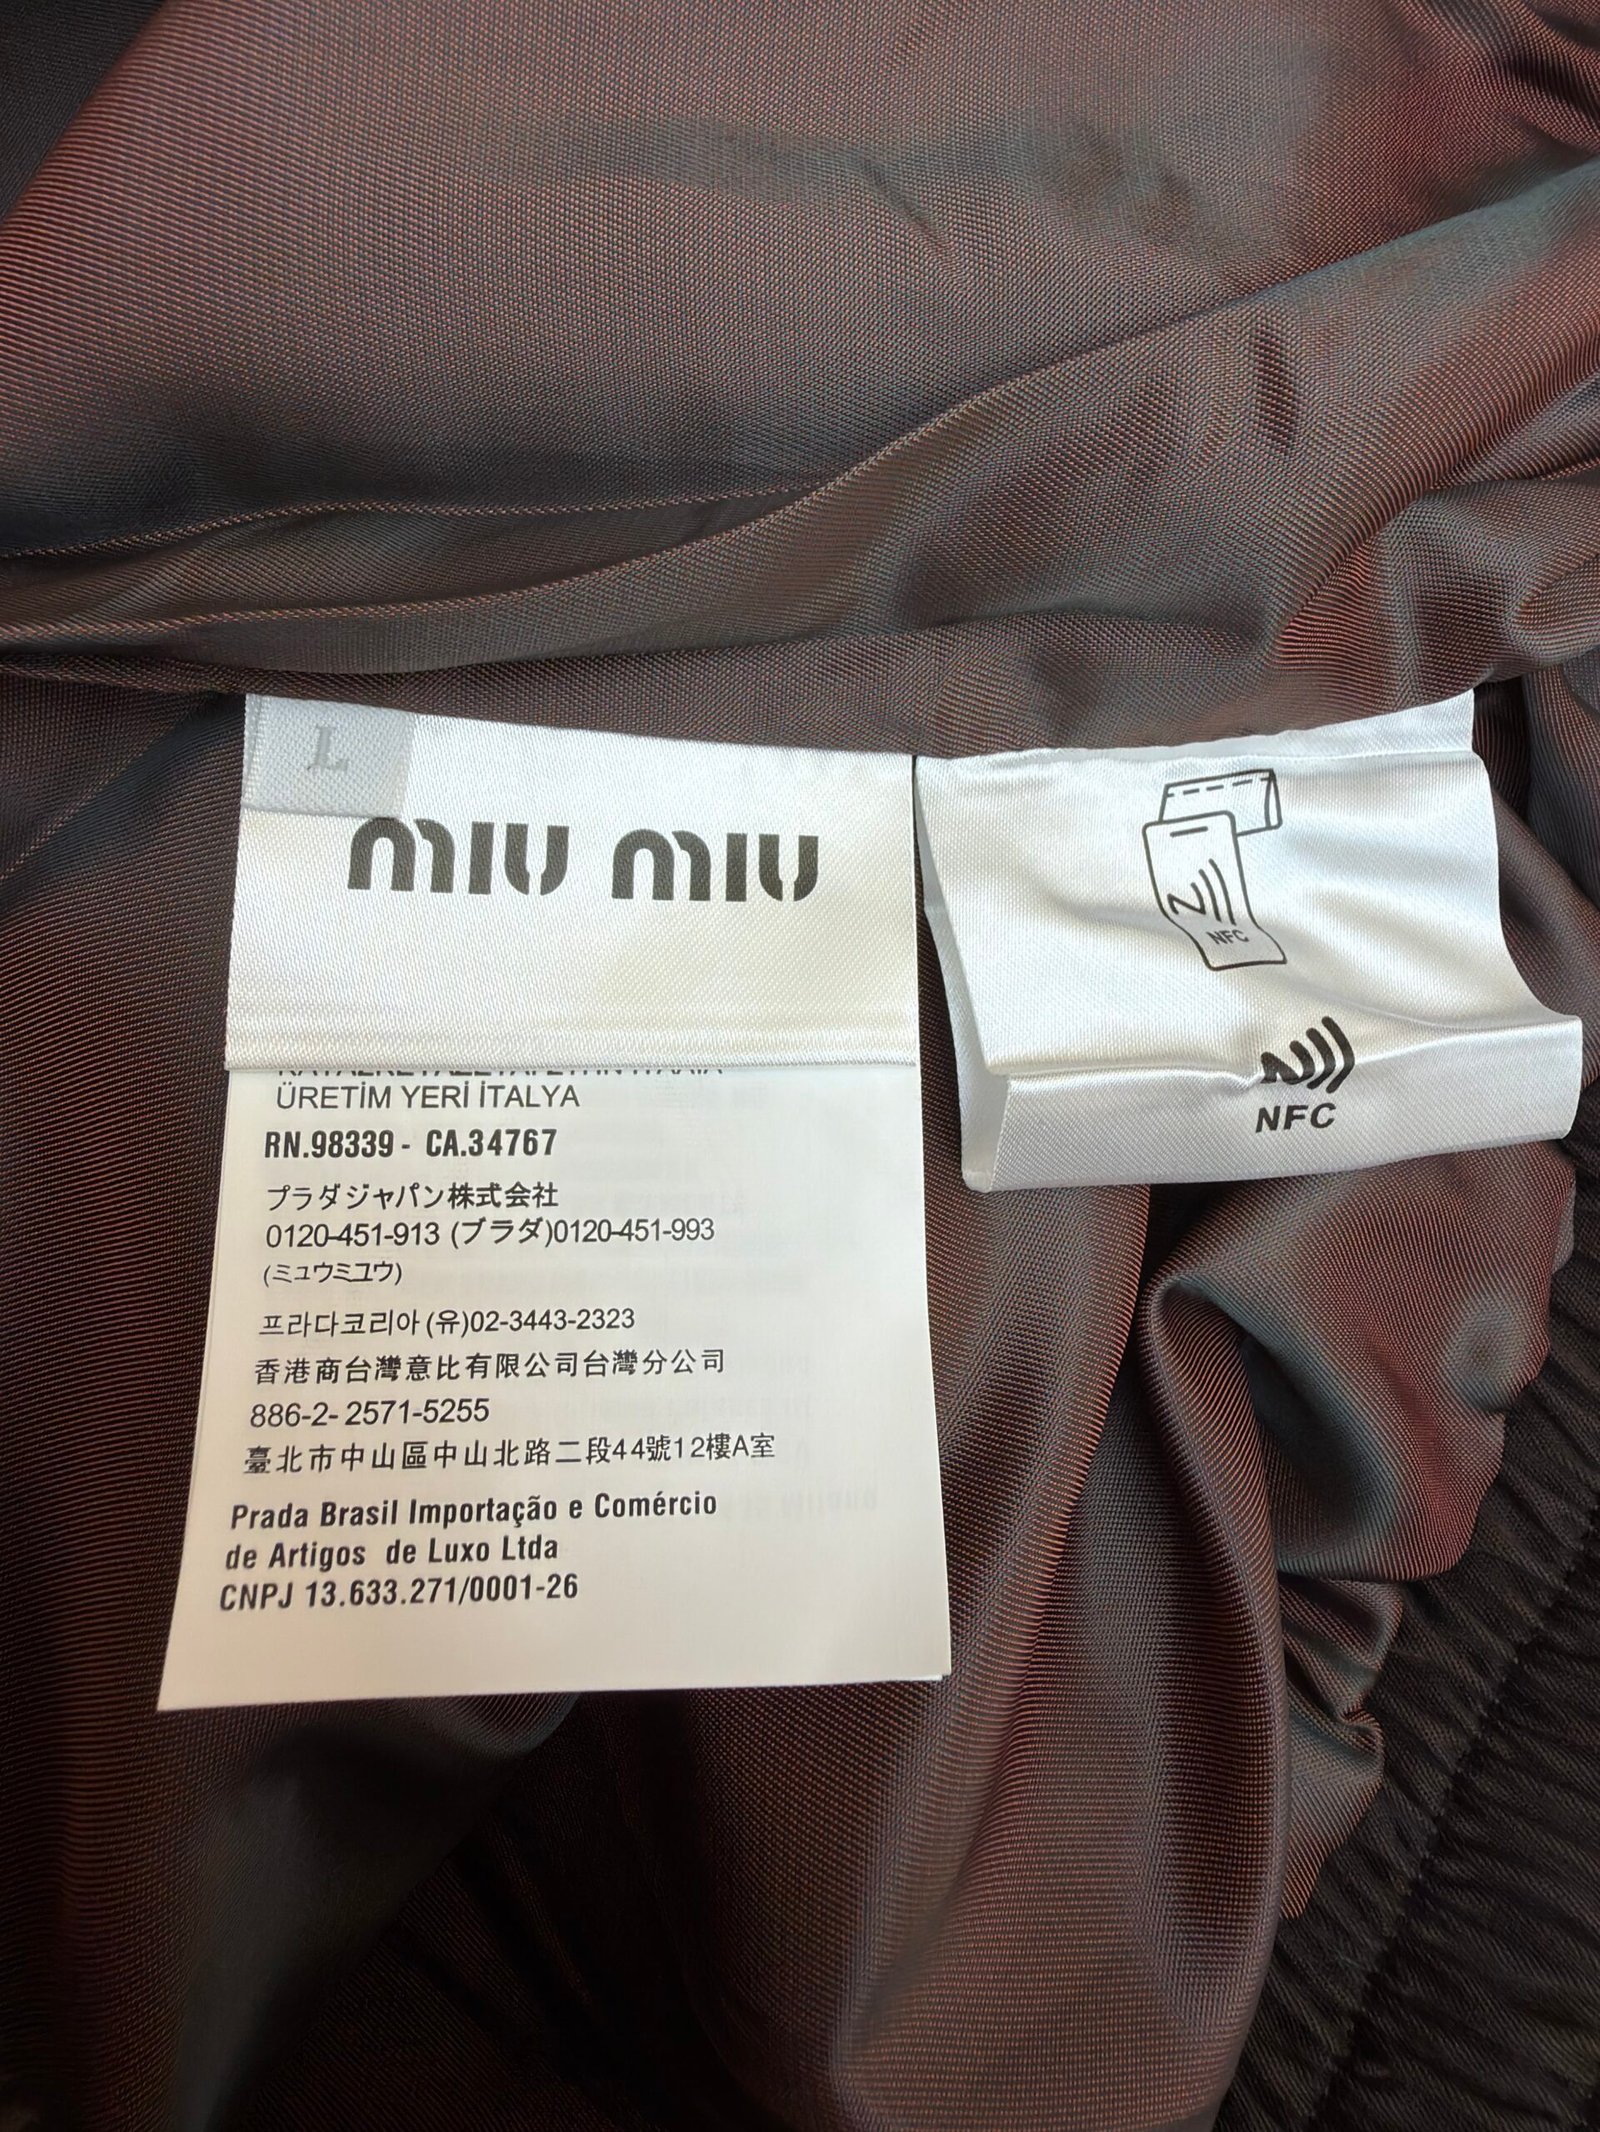 L
miu miu
ÜRETİM YERİ İTALYA
RN.98339 - CA.34767
プラダジャパン株式会社
0120-451-913 (プラダ)0120-451-993
(ミュウミユウ)
프라다코리아 (유)02-3443-2323
香港商台灣意比有限公司台灣分公司
886-2- 2571-5255
臺北市中山區中山北路二段44號12樓A室
Prada Brasil Importação e Comércio
de Artigos de Luxo Ltda
CNPJ 13.633.271/0001-26
NFC
NFC